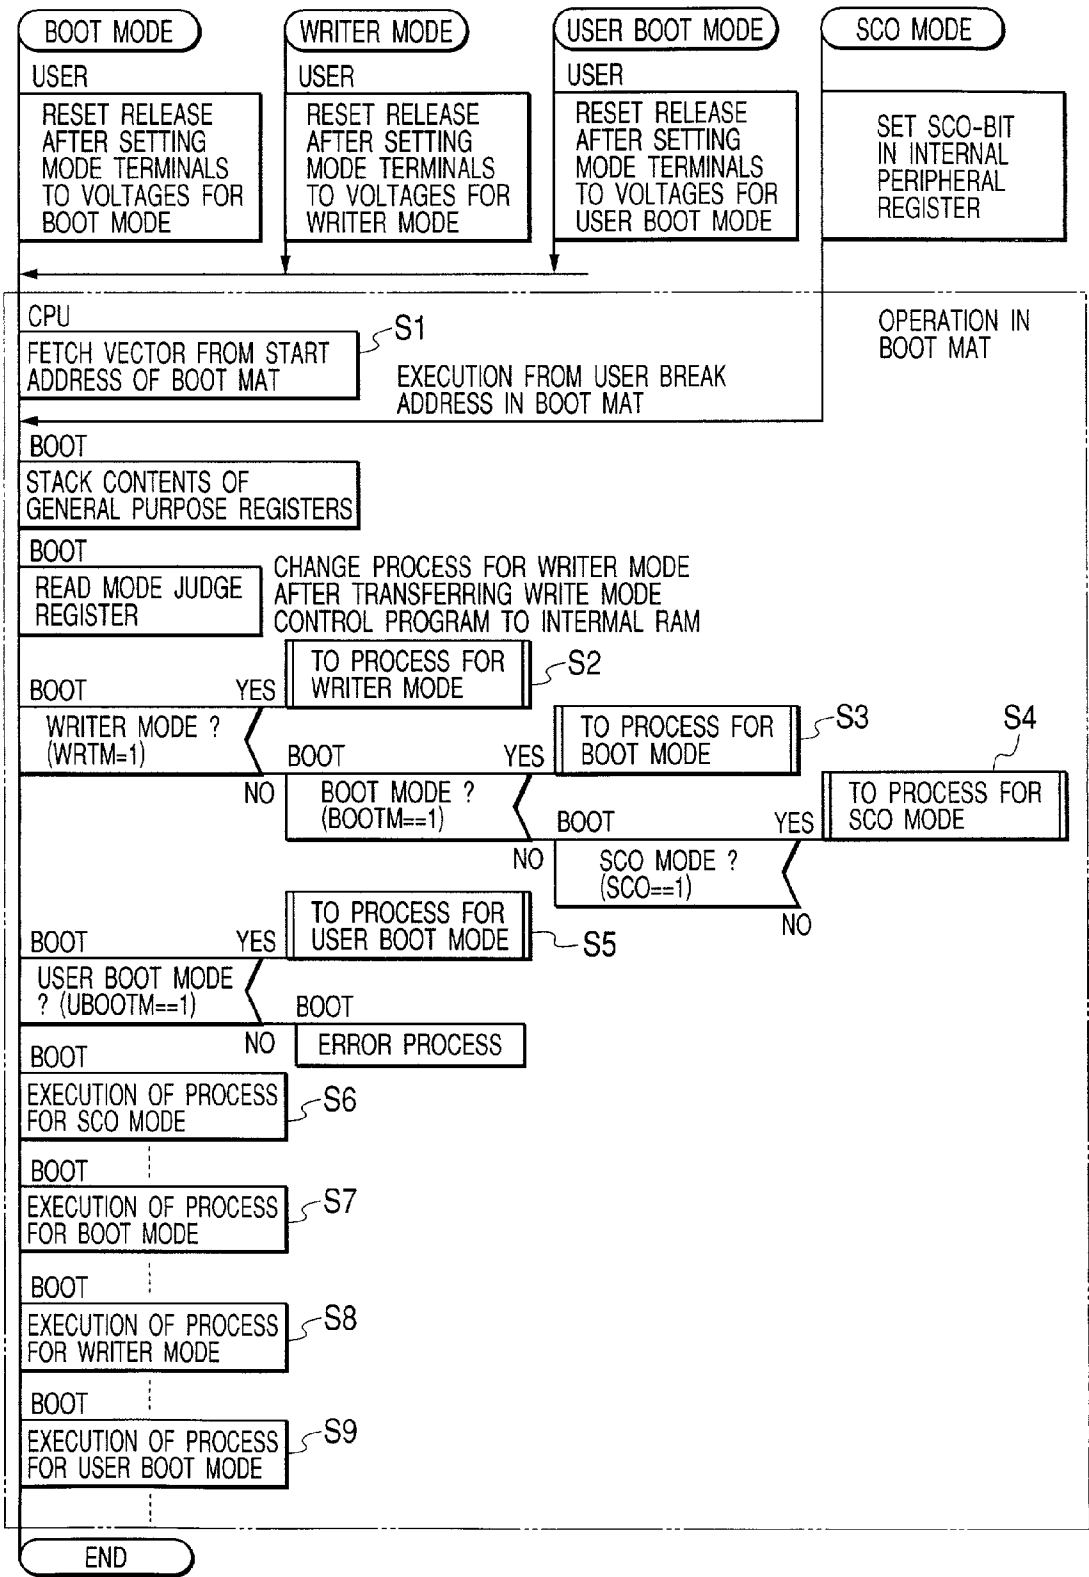 BOOT MODE
WRITER MODE
USER BOOT MODE
SCO MODE
USER
RESET RELEASE
AFTER SETTING
MODE TERMINALS
TO VOLTAGES FOR
BOOT MODE
USER
RESET RELEASE
AFTER SETTING
MODE TERMINALS
TO VOLTAGES FOR
WRITER MODE
USER
RESET RELEASE
AFTER SETTING
MODE TERMINALS
TO VOLTAGES FOR
USER BOOT MODE
SET SCO-BIT
IN INTERNAL
PERIPHERAL
REGISTER
OPERATION IN
BOOT MAT
CPU
FETCH VECTOR FROM START
ADDRESS OF BOOT MAT
S1
EXECUTION FROM USER BREAK
ADDRESS IN BOOT MAT
BOOT
STACK CONTENTS OF
GENERAL PURPOSE REGISTERS
BOOT
READ MODE JUDGE
REGISTER
CHANGE PROCESS FOR WRITER MODE
AFTER TRANSFERRING WRITE MODE
CONTROL PROGRAM TO INTERMAL RAM
BOOT
YES
TO PROCESS FOR
WRITER MODE
S2
WRITER MODE ?
(WRTM=1)
NO
BOOT
YES
TO PROCESS FOR
BOOT MODE
S3
BOOT MODE ?
(BOOTM==1)
NO
BOOT
YES
TO PROCESS FOR
SCO MODE
S4
SCO MODE ?
(SCO==1)
NO
BOOT
YES
TO PROCESS FOR
USER BOOT MODE
S5
USER BOOT MODE
? (UBOOTM==1)
NO
BOOT
ERROR PROCESS
BOOT
EXECUTION OF PROCESS
FOR SCO MODE
S6
BOOT
EXECUTION OF PROCESS
FOR BOOT MODE
S7
BOOT
EXECUTION OF PROCESS
FOR WRITER MODE
S8
BOOT
EXECUTION OF PROCESS
FOR USER BOOT MODE
S9
END